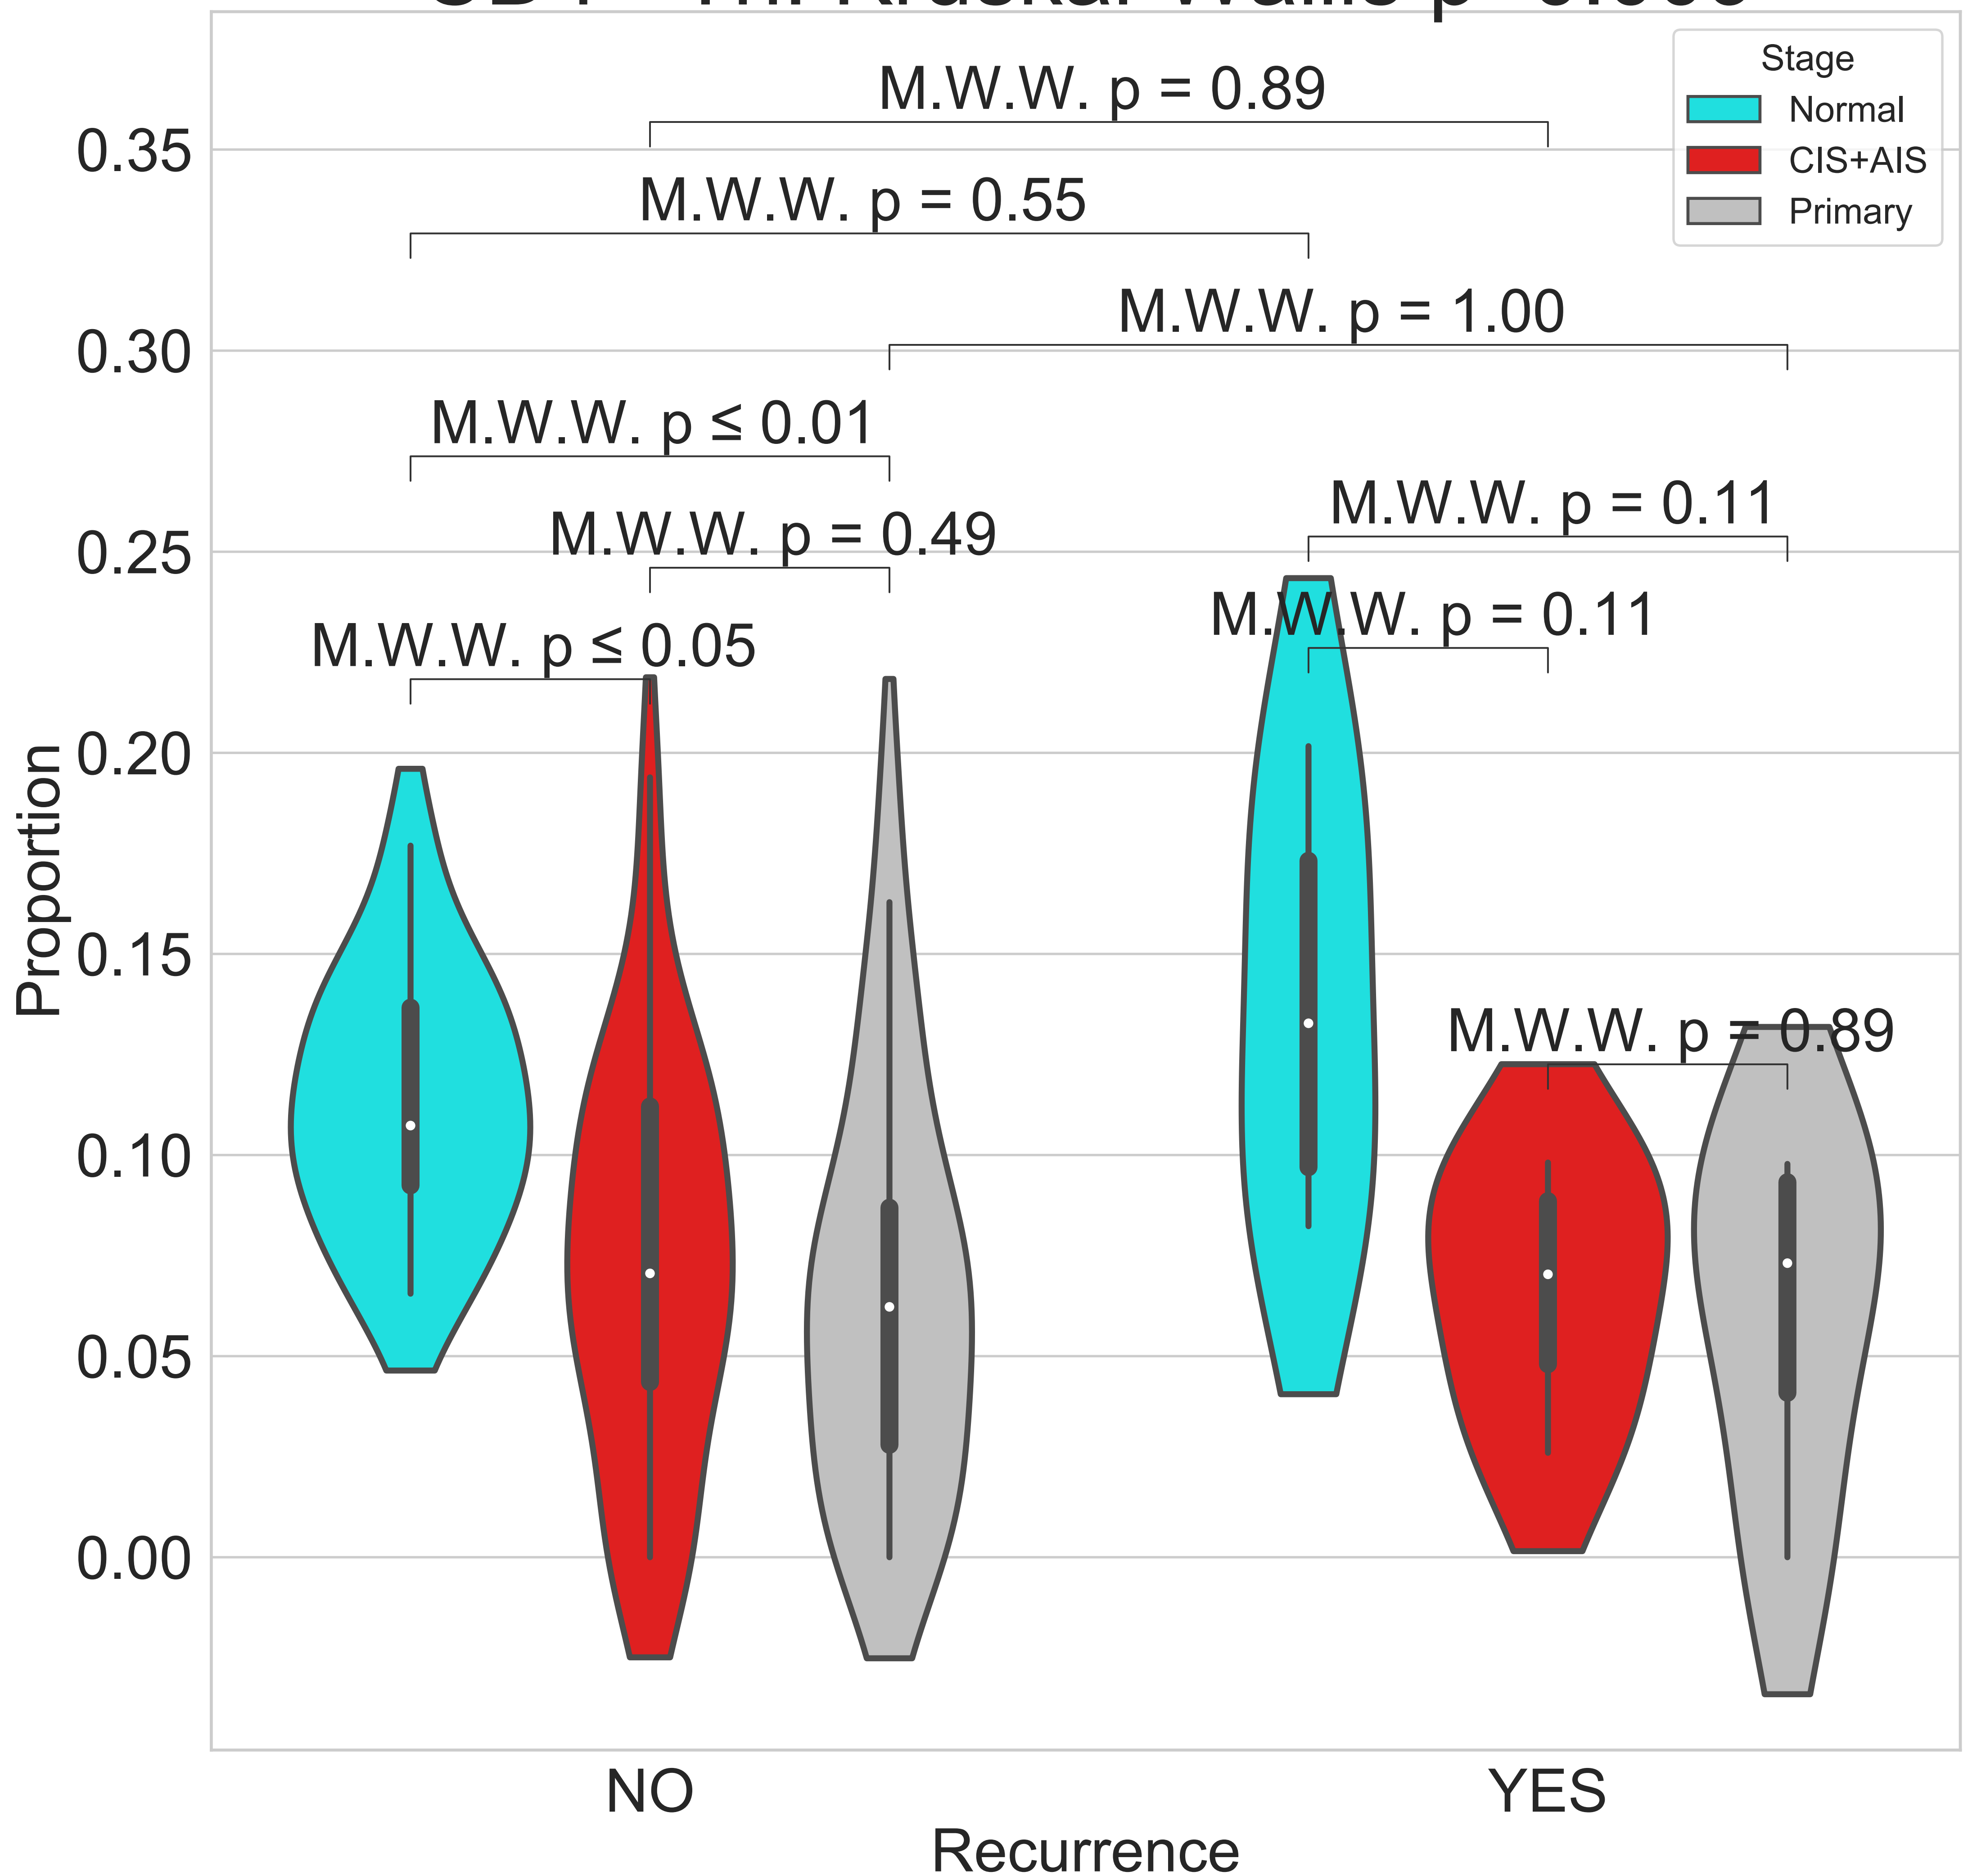 Stage
Normal
CIS+AIS
Primary
M.W.W. p = 0.89
M.W.W. p = 0.55
M.W.W. p = 1.00
M.W.W. p ≤ 0.01
M.W.W. p = 0.49
M.W.W. p ≤ 0.05
M.W.W. p = 0.11
M.W.W. p = 0.11
M.W.W. p = 0.89
0.35
0.30
0.25
0.20
0.15
0.10
0.05
0.00
Proportion
NO
YES
Recurrence